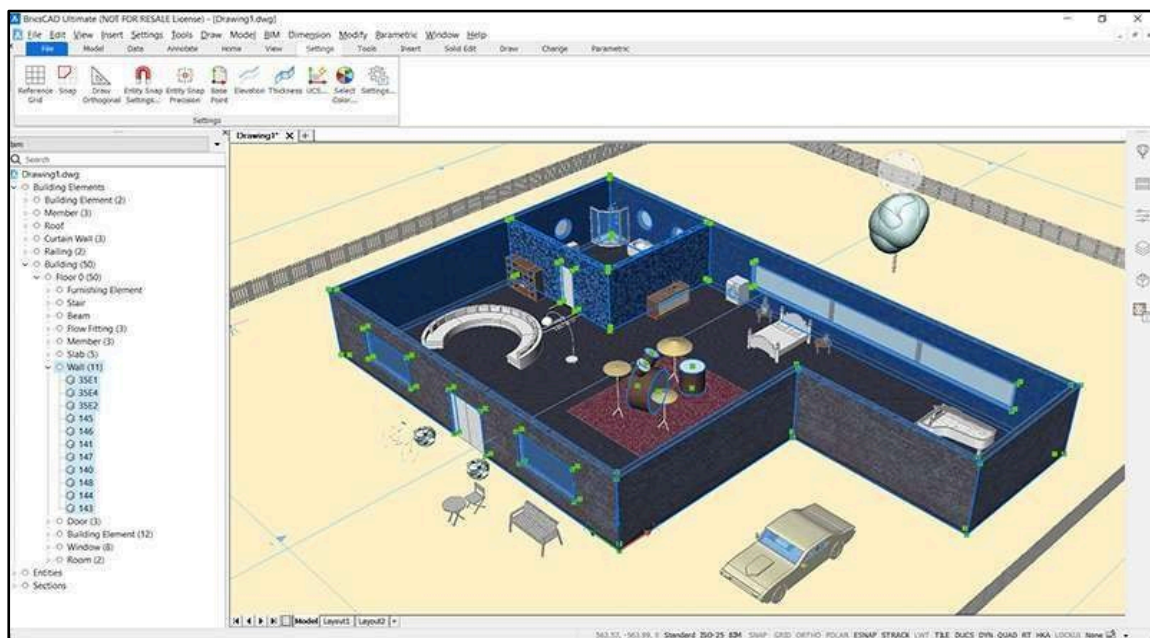 BricsCAD Ultimate (NOT FOR RESALE License) - [Drawing1.dwg]
File Edit View Insert Settings Tools Draw Model BIM Dimension Modify Parametric Window Help
File Model Data Annotate Home View Settings Tools Insert Solid Edit Draw Change Parametric
Reference Grid
Snap
Draw Orthogonal
Entity Snap Settings...
Entity Snap Precision
Base Point
Elevation
Thickness
UCS...
Select Color...
Settings...
Settings
Drawing1*
bim
Search
Drawing1.dwg
Building Elements
Building Element (2)
Member (3)
Roof
Curtain Wall (3)
Railing (2)
Building (50)
Floor 0 (50)
Furnishing Element
Stair
Beam
Flow Fitting (3)
Member (3)
Slab (5)
Wall (11)
35E1
35E4
35E2
145
146
141
147
140
148
144
143
Door (3)
Building Element (12)
Window (8)
Room (2)
Entities
Sections
Model Layout1 Layout2 +
Standard ISO-25 BIM SNAP GRID ORTHO POLAR ESNAP STRACK LWT TILE DUCS DYN QUAD RT HKA LOCKUI None